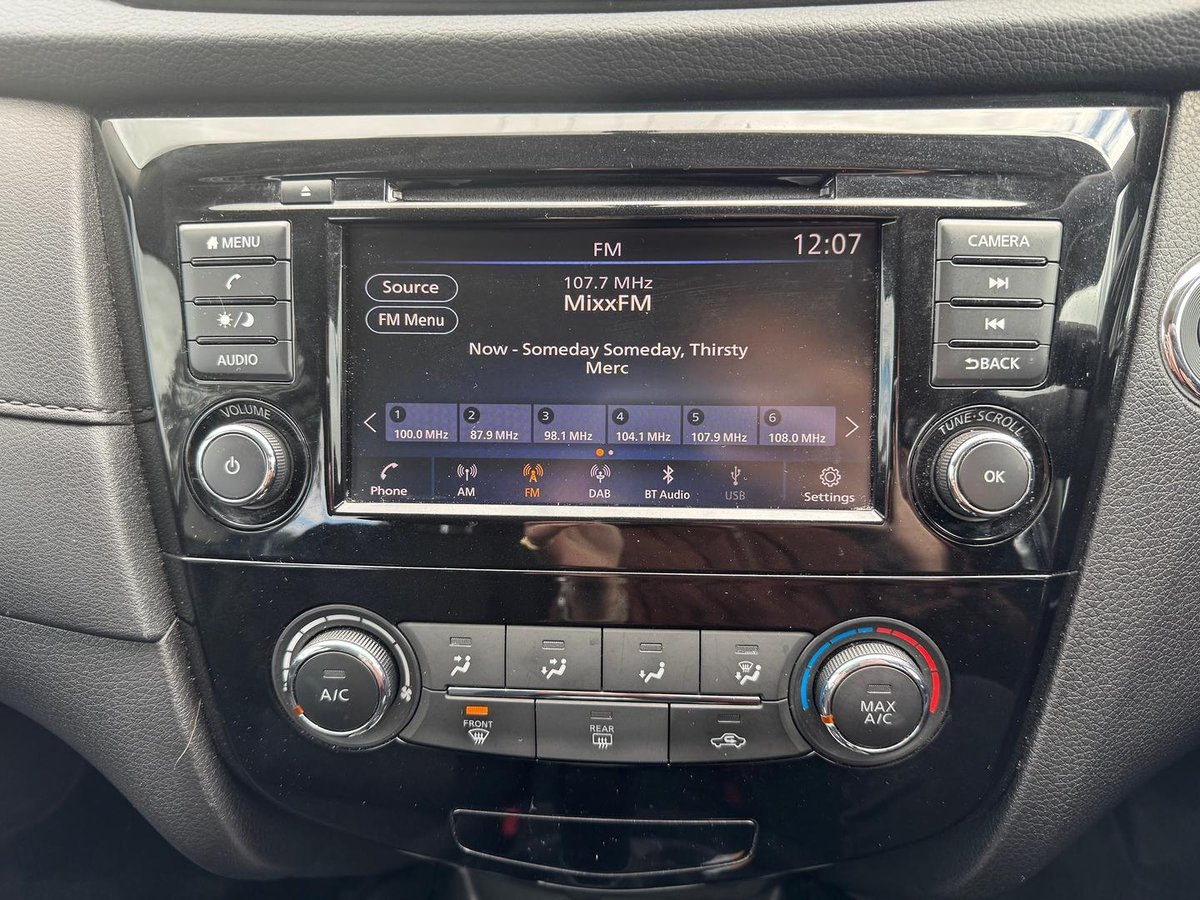 MENU
AUDIO
VOLUME
FM
12:07
Source
FM Menu
107.7 MHz
MixxFM
Now - Someday Someday, Thirsty
Merc
1 2 3 4 5 6
100.0 MHz 87.9 MHz 98.1 MHz 104.1 MHz 107.9 MHz 108.0 MHz
Phone AM FM DAB BT Audio USB Settings
CAMERA
BACK
TUNE·SCROLL
OK
A/C
FRONT
REAR
MAX
A/C